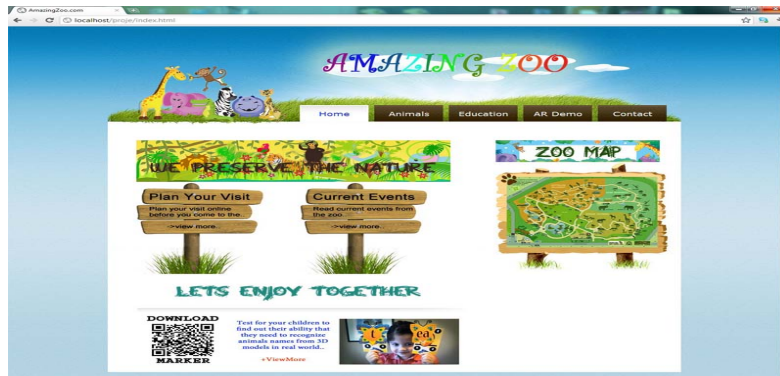 AmazingZoo.com
localhost/proje/index.html
AMAZING ZOO
Home
Animals
Education
AR Demo
Contact
WE PRESERVE THE NATURE
ZOO MAP
Plan Your Visit
Plan your visit online
before you come to the..
->view more..
Current Events
Read current events from
the zoo..
->view more..
LETS ENJOY TOGETHER
DOWNLOAD
MARKER
Test for your children to
find out their ability that
they need to recognize
animals names from 3D
models in real world..
+ViewMore
t
ea